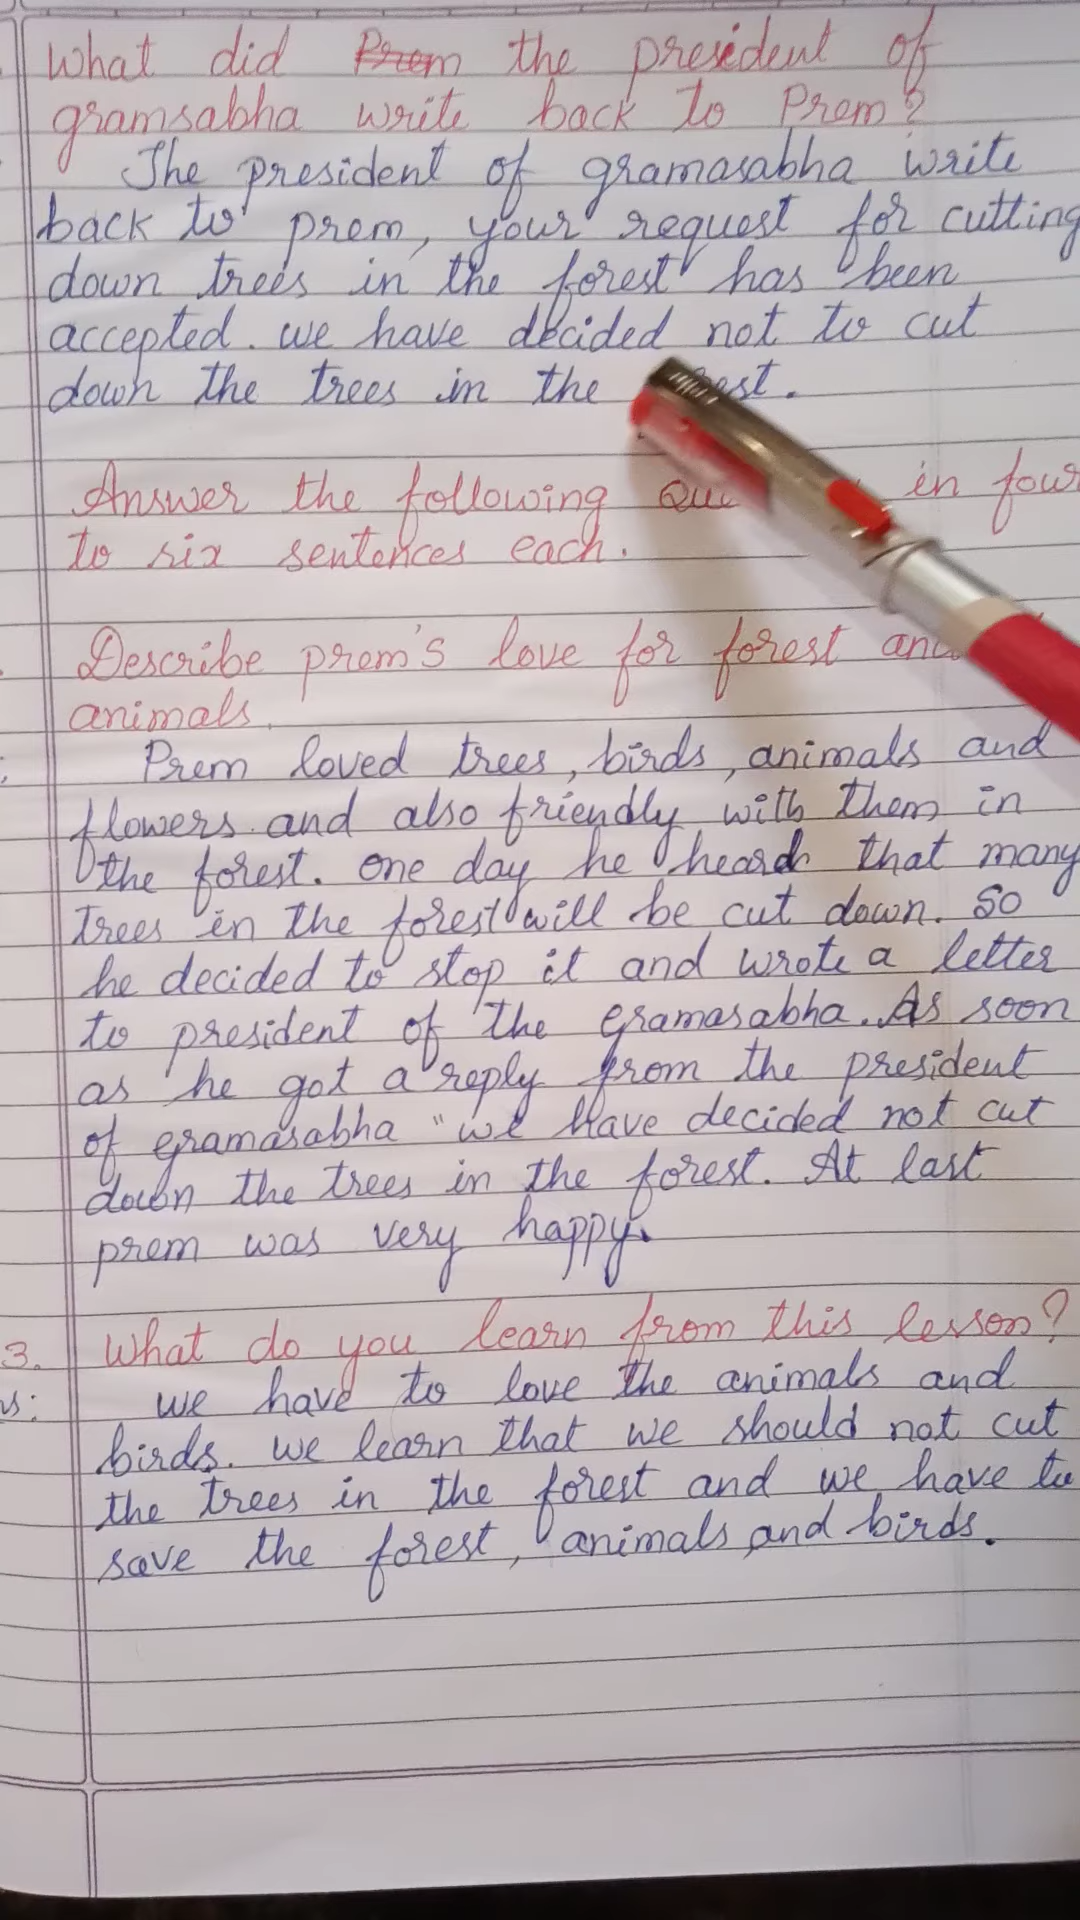 What did Prem the president of
gramsabha write back to Prem?
The president of gramasabha write
back to prem, your request for cutting
down trees in the forest has been
accepted. we have decided not to cut
down the trees in the est.
Answer the following in four
to six sentences each.
Describe prem's love for forest and
animals.
Prem loved trees, birds, animals and
flowers. and also friendly with them in
the forest. one day he heard that many
trees in the forest will be cut down. So
he decided to stop it and wrote a letter
to president of the gramasabha. As soon
as he got a reply from the president
of gramasabha "we have decided not cut
down the trees in the forest. At last
prem was very happy.
3. What do you learn from this lesson?
s: we have to love the animals and
birds. we learn that we should not cut
the trees in the forest and we have to
save the forest, animals and birds.